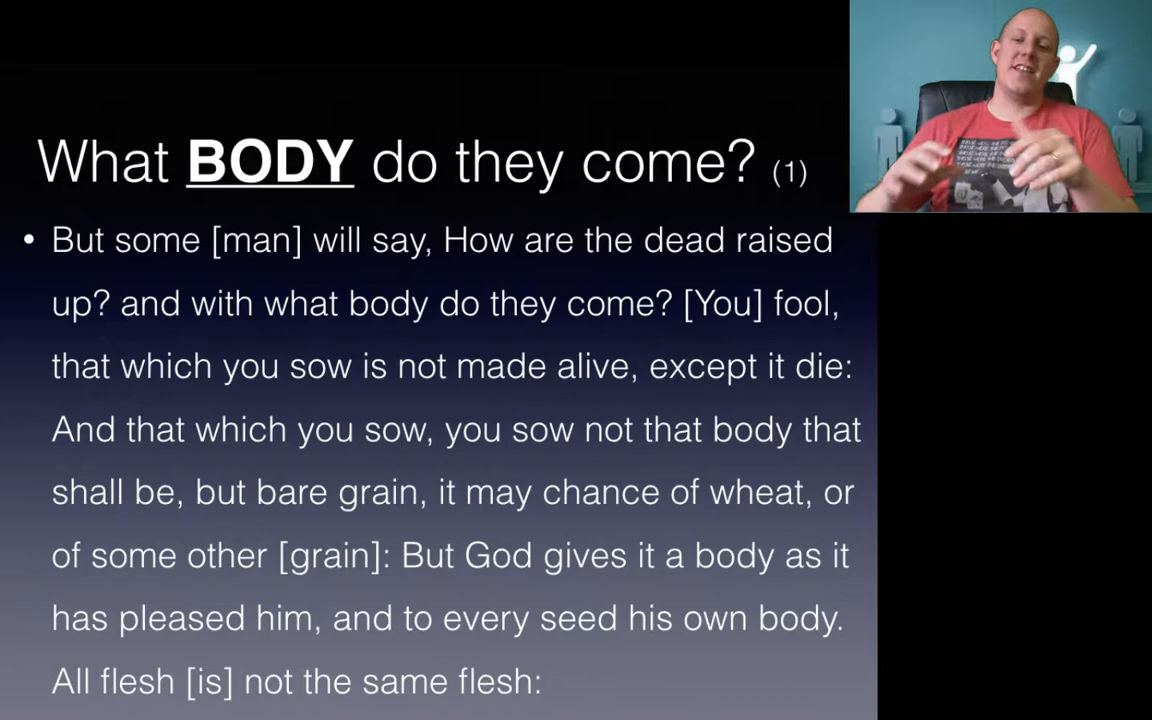 What BODY do they come? (1)
• But some [man] will say, How are the dead raised
up? and with what body do they come? [You] fool,
that which you sow is not made alive, except it die:
And that which you sow, you sow not that body that
shall be, but bare grain, it may chance of wheat, or
of some other [grain]: But God gives it a body as it
has pleased him, and to every seed his own body.
All flesh [is] not the same flesh: